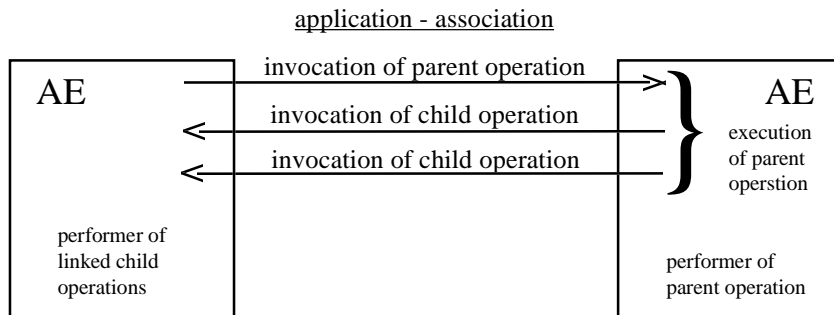 application - association
invocation of parent operation
AE
AE
invocation of child operation
execution
of parent
operstion
invocation of child operation
performer of
linked child
operations
performer of
parent operation